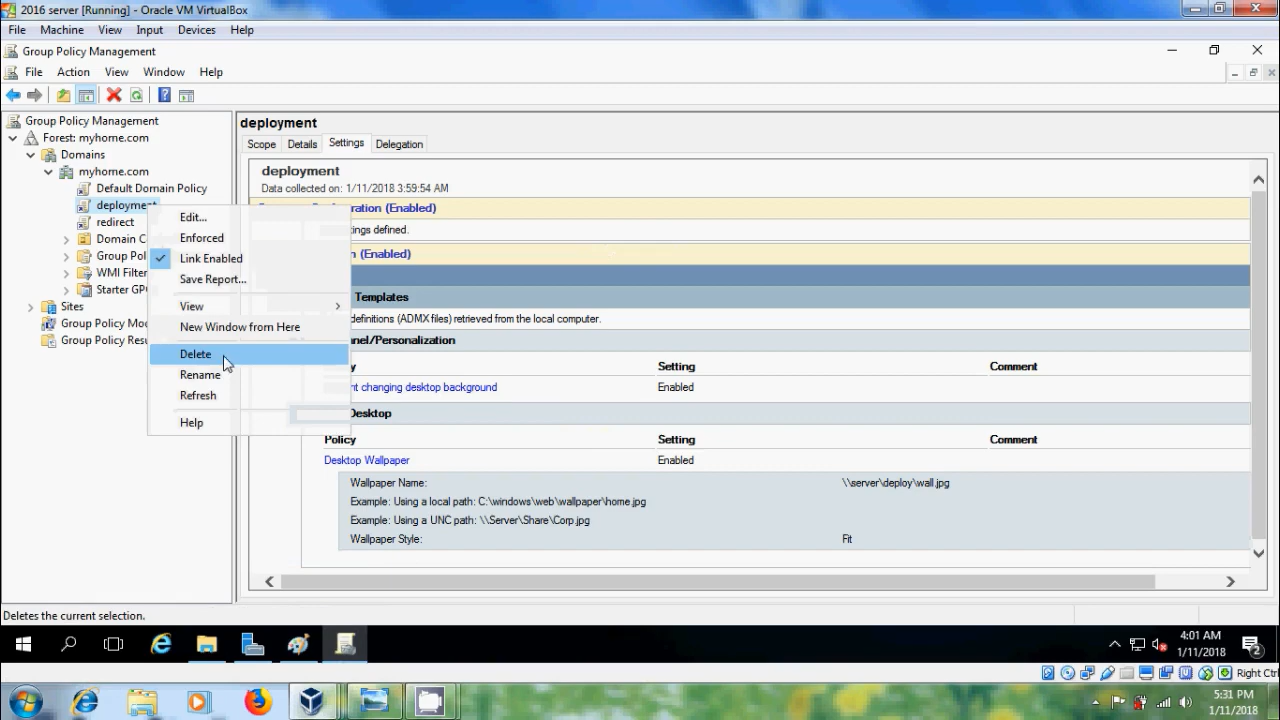 2016 server [Running] - Oracle VM VirtualBox
File Machine View Input Devices Help
Group Policy Management
File Action View Window Help
Group Policy Management
Forest: myhome.com
Domains
myhome.com
Default Domain Policy
deployment
redirect
Domain C
Group Pol
WMI Filter
Starter GP
Sites
Group Policy Mod
Group Policy Resu
Edit...
Enforced
Link Enabled
Save Report...
View
New Window from Here
Delete
Rename
Refresh
Help
deployment
Scope Details Settings Delegation
deployment
Data collected on: 1/11/2018 3:59:54 AM
ration (Enabled)
tings defined.
n (Enabled)
Templates
definitions (ADMX files) retrieved from the local computer.
nel/Personalization
y Setting Comment
nt changing desktop background Enabled
Desktop
Policy Setting Comment
Desktop Wallpaper Enabled
Wallpaper Name: \\server\deploy\wall.jpg
Example: Using a local path: C:\windows\web\wallpaper\home.jpg
Example: Using a UNC path: \\Server\Share\Corp.jpg
Wallpaper Style: Fit
Deletes the current selection.
4:01 AM
1/11/2018
2
Right Ctrl
5:31 PM
1/11/2018